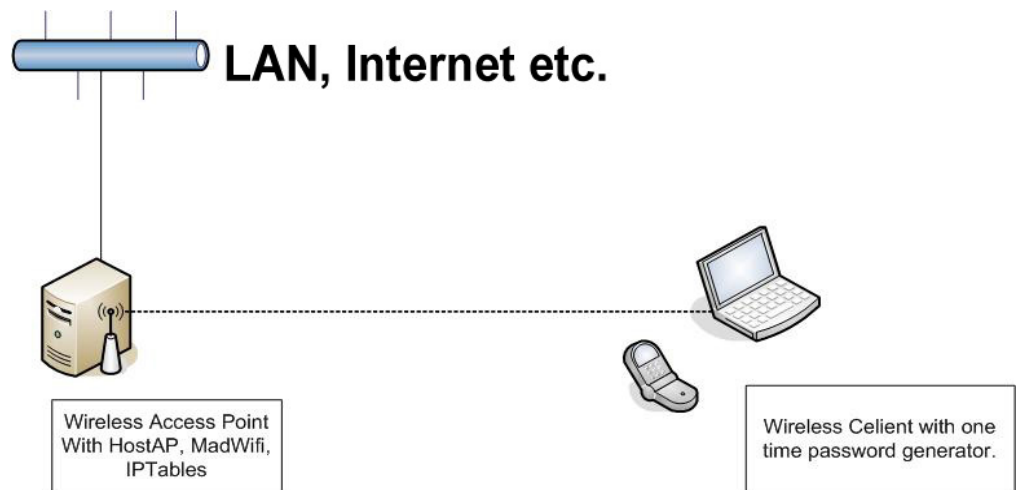 LAN, Internet etc.
Wireless Access Point
With HostAP, MadWifi,
IPTables
Wireless Celient with one
time password generator.